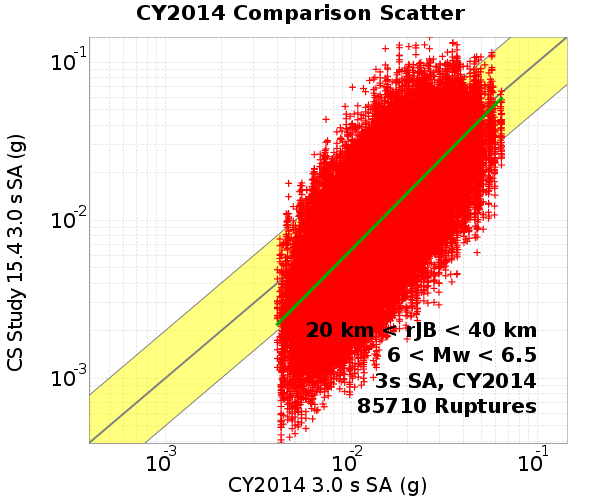 CY2014 Comparison Scatter
CS Study 15.4 3.0 s SA (g)
10-1
10-2
10-3
20 km < rJB < 40 km
6 < Mw < 6.5
3s SA, CY2014
85710 Ruptures
10-3 10-2 10-1
CY2014 3.0 s SA (g)